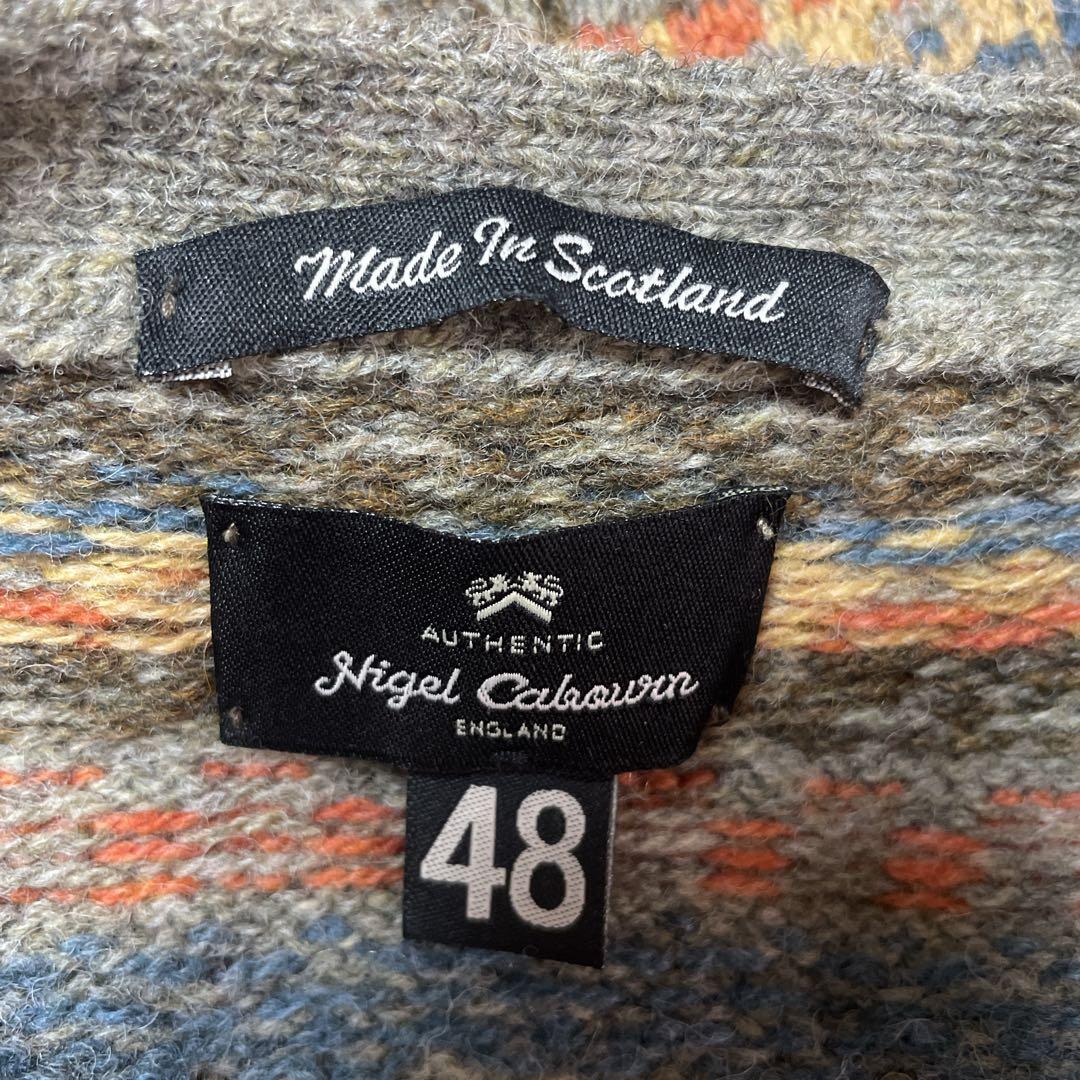 Made In Scotland
AUTHENTIC
Nigel Cabourn
ENGLAND
48